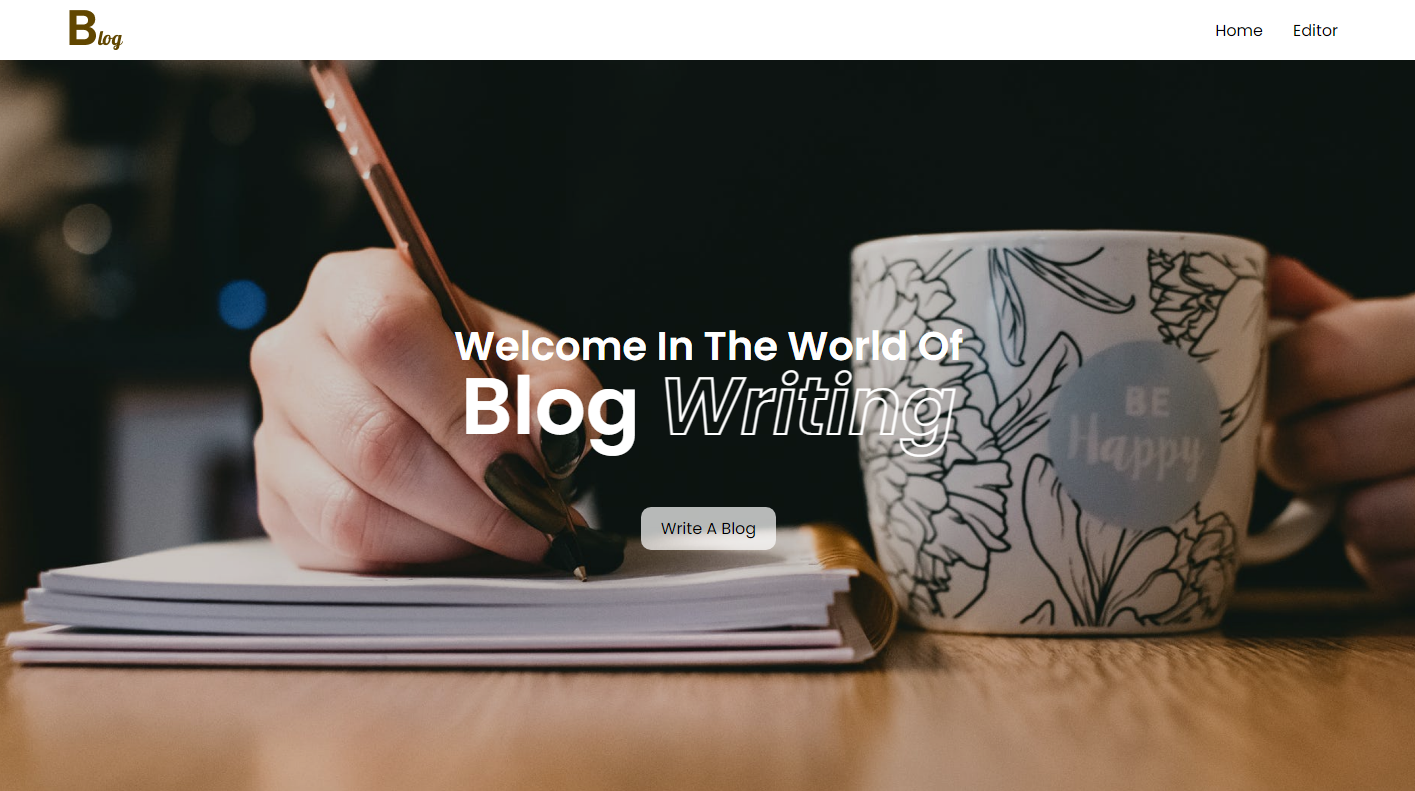 Blog
Home
Editor
Welcome In The World Of
Blog Writing
BE
Happy
Write A Blog